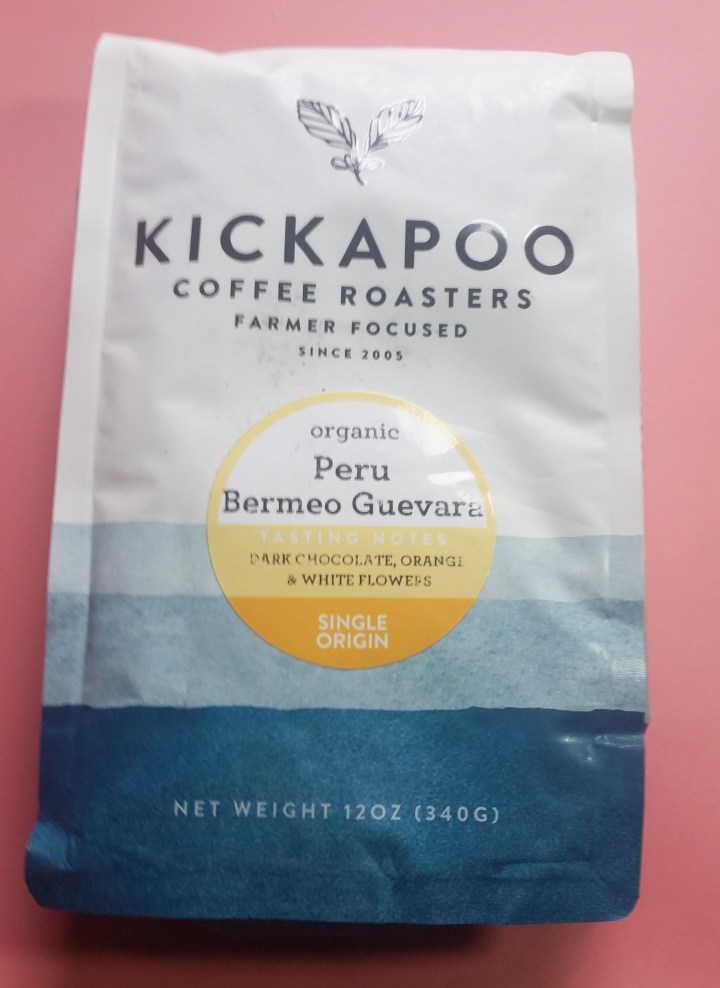 KICKAPOO
COFFEE ROASTERS
FARMER FOCUSED
SINCE 2005
organic
Peru
Bermeo Guevara
TASTING NOTES
DARK CHOCOLATE, ORANGE
& WHITE FLOWERS
SINGLE
ORIGIN
NET WEIGHT 12OZ (340G)